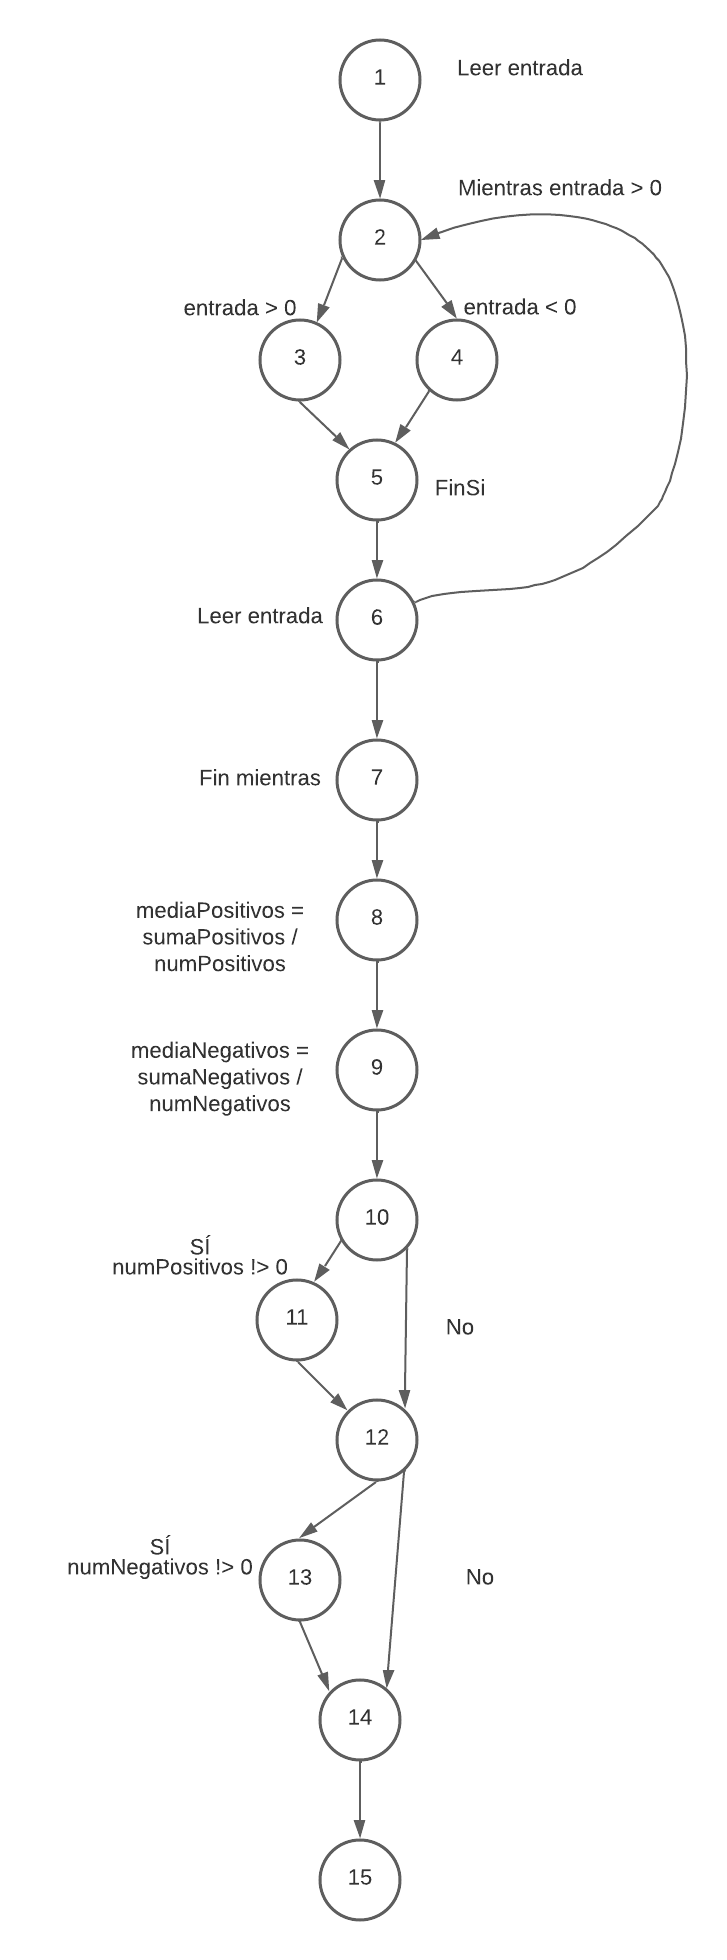 1
Leer entrada
Mientras entrada > 0
2
entrada > 0
entrada < 0
3
4
5
FinSi
Leer entrada
6
Fin mientras
7
mediaPositivos =
sumaPositivos /
numPositivos
8
mediaNegativos =
sumaNegativos /
numNegativos
9
10
SÍ
numPositivos !> 0
11
No
12
SÍ
numNegativos !> 0
13
No
14
15